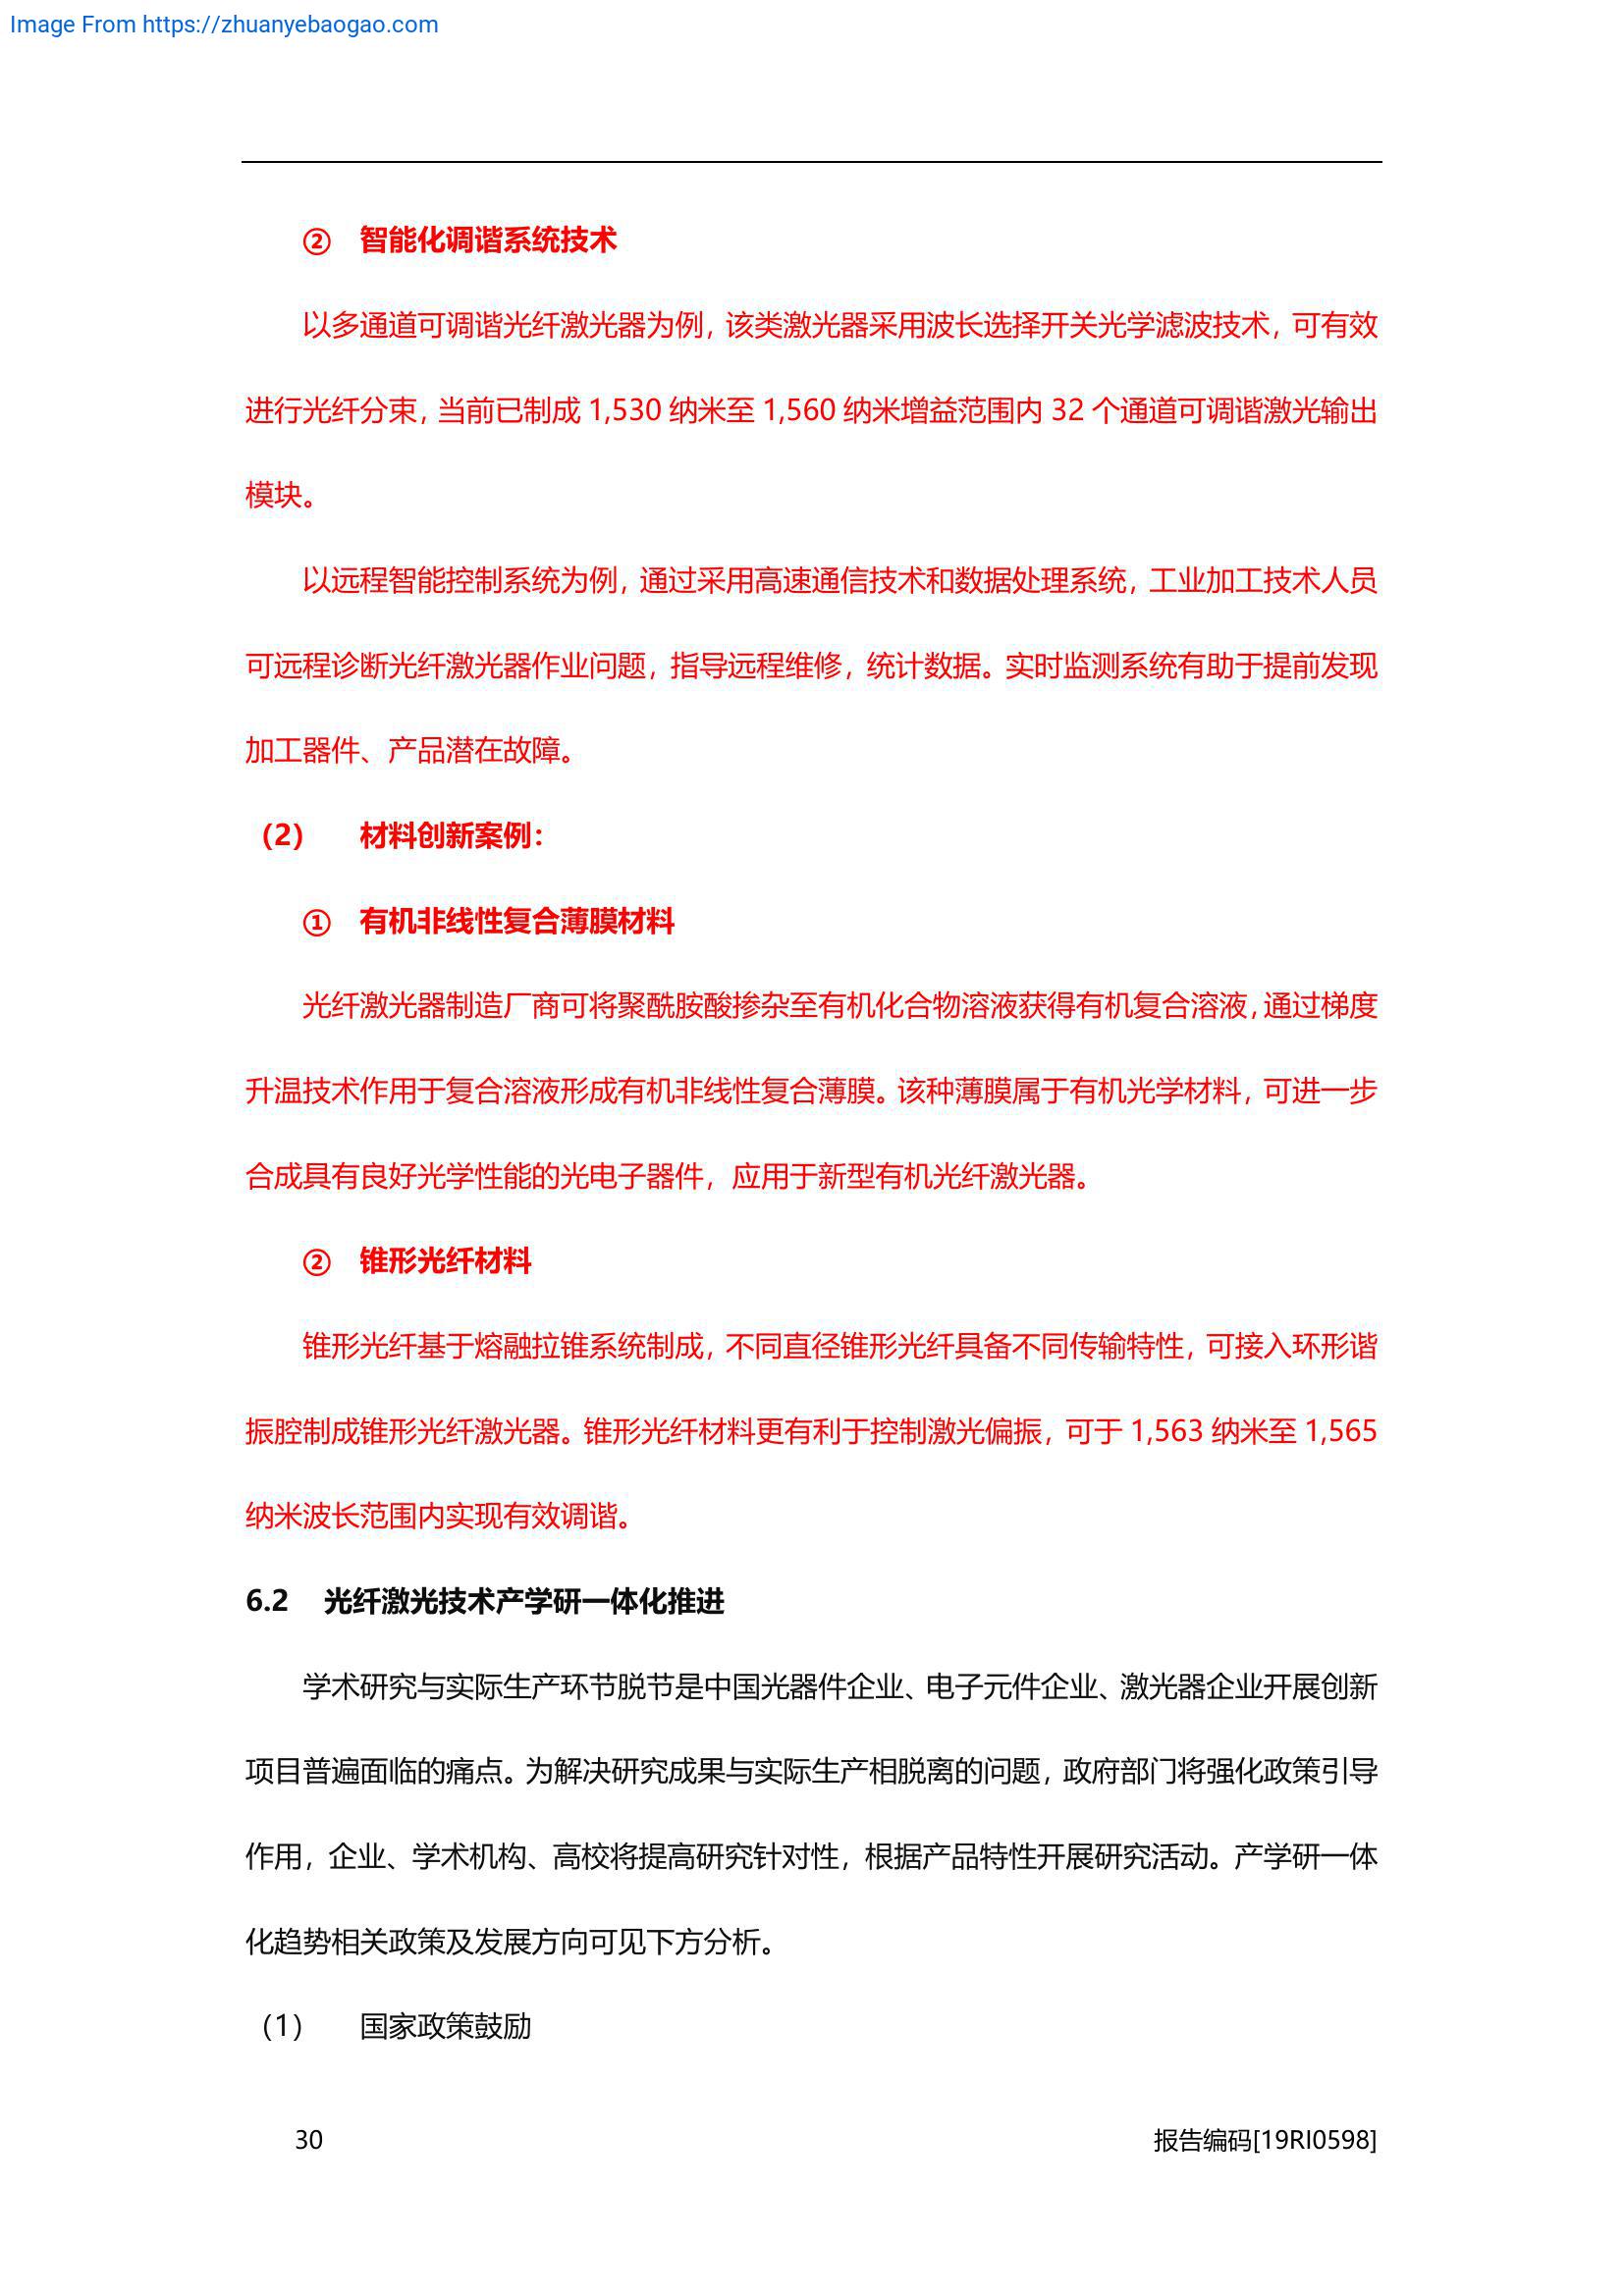 Image From https://zhuanyebaogao.com
② 智能化调谐系统技术
以多通道可调谐光纤激光器为例，该类激光器采用波长选择开关光学滤波技术，可有效
进行光纤分束，当前已制成 1,530 纳米至 1,560 纳米增益范围内 32 个通道可调谐激光输出
模块。
以远程智能控制系统为例，通过采用高速通信技术和数据处理系统，工业加工技术人员
可远程诊断光纤激光器作业问题，指导远程维修，统计数据。实时监测系统有助于提前发现
加工器件、产品潜在故障。
（2） 材料创新案例：
① 有机非线性复合薄膜材料
光纤激光器制造厂商可将聚酰胺酸掺杂至有机化合物溶液获得有机复合溶液，通过梯度
升温技术作用于复合溶液形成有机非线性复合薄膜。该种薄膜属于有机光学材料，可进一步
合成具有良好光学性能的光电子器件，应用于新型有机光纤激光器。
② 锥形光纤材料
锥形光纤基于熔融拉锥系统制成，不同直径锥形光纤具备不同传输特性，可接入环形谐
振腔制成锥形光纤激光器。锥形光纤材料更有利于控制激光偏振，可于 1,563 纳米至 1,565
纳米波长范围内实现有效调谐。
6.2 光纤激光技术产学研一体化推进
学术研究与实际生产环节脱节是中国光器件企业、电子元件企业、激光器企业开展创新
项目普遍面临的痛点。为解决研究成果与实际生产相脱离的问题，政府部门将强化政策引导
作用，企业、学术机构、高校将提高研究针对性，根据产品特性开展研究活动。产学研一体
化趋势相关政策及发展方向可见下方分析。
（1） 国家政策鼓励
30 报告编码[19RI0598]